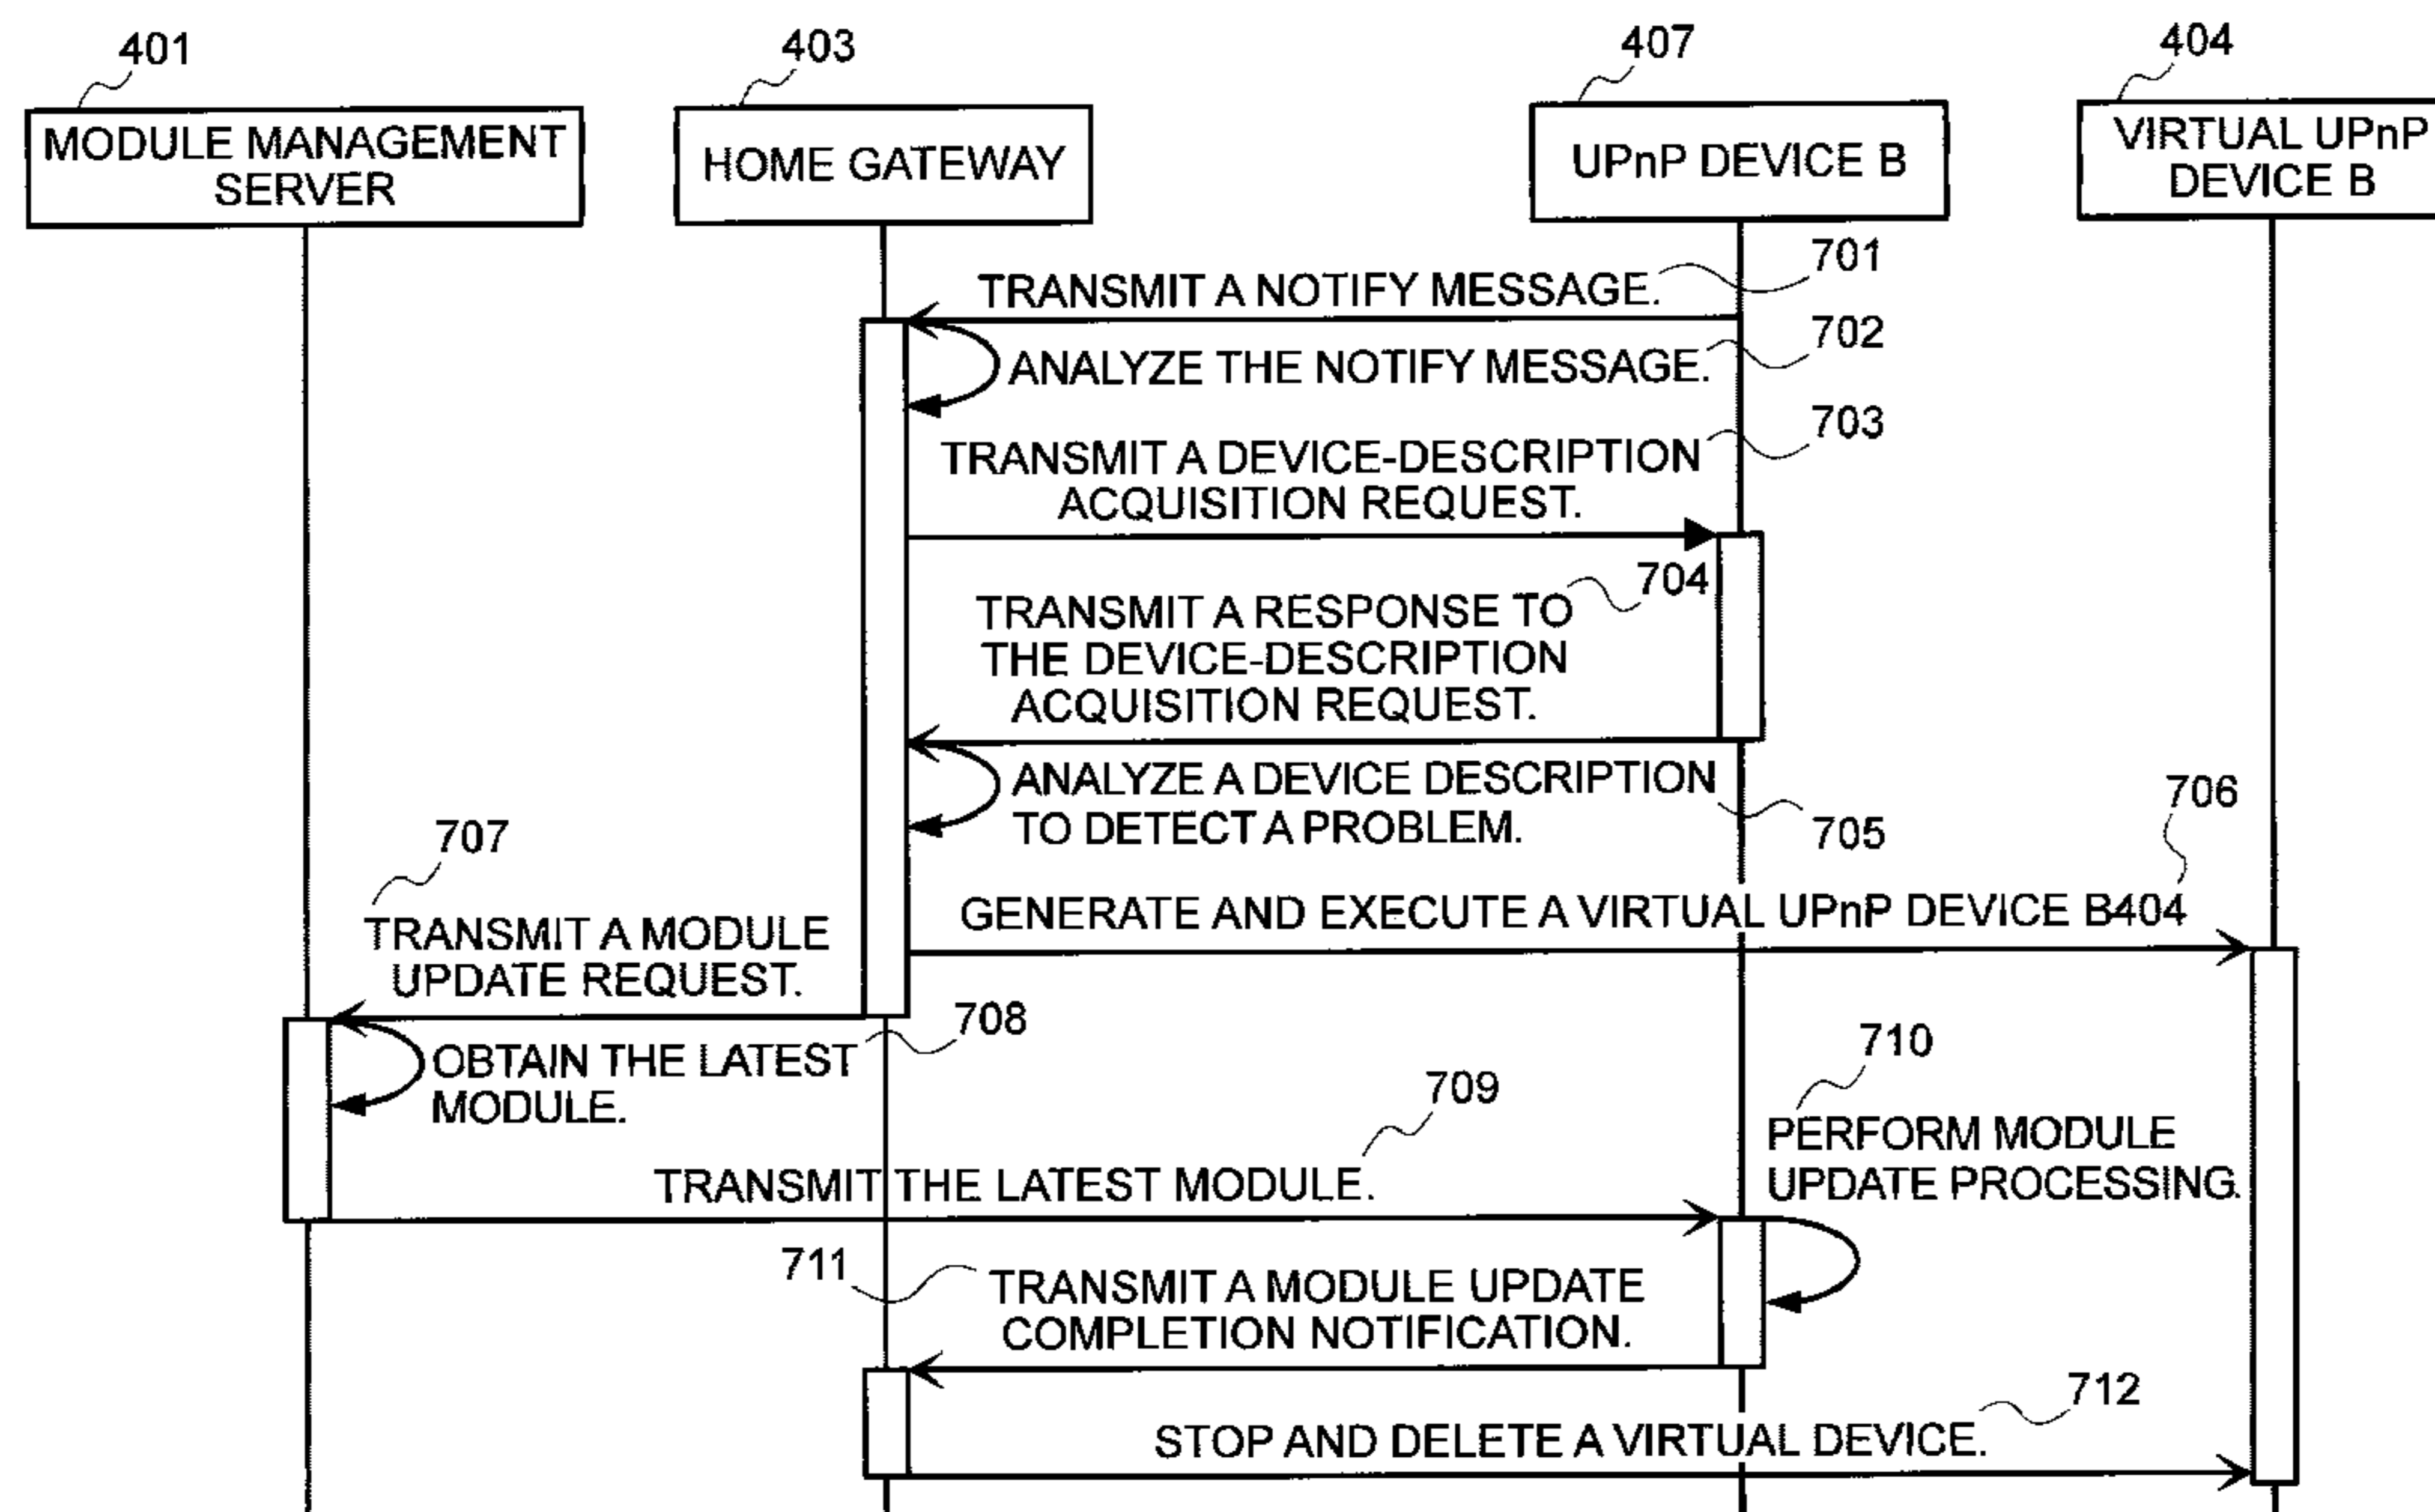 401
403
407
404
MODULE MANAGEMENT
SERVER
HOME GATEWAY
UPnP DEVICE B
VIRTUAL UPnP
DEVICE B
701
TRANSMIT A NOTIFY MESSAGE.
702
ANALYZE THE NOTIFY MESSAGE.
703
TRANSMIT A DEVICE-DESCRIPTION
ACQUISITION REQUEST.
704
TRANSMIT A RESPONSE TO
THE DEVICE-DESCRIPTION
ACQUISITION REQUEST.
ANALYZE A DEVICE DESCRIPTION
TO DETECT A PROBLEM.
705
706
GENERATE AND EXECUTE A VIRTUAL UPnP DEVICE B404
707
TRANSMIT A MODULE
UPDATE REQUEST.
708
OBTAIN THE LATEST
MODULE.
709
TRANSMIT THE LATEST MODULE.
710
PERFORM MODULE
UPDATE PROCESSING.
711
TRANSMIT A MODULE UPDATE
COMPLETION NOTIFICATION.
712
STOP AND DELETE A VIRTUAL DEVICE.